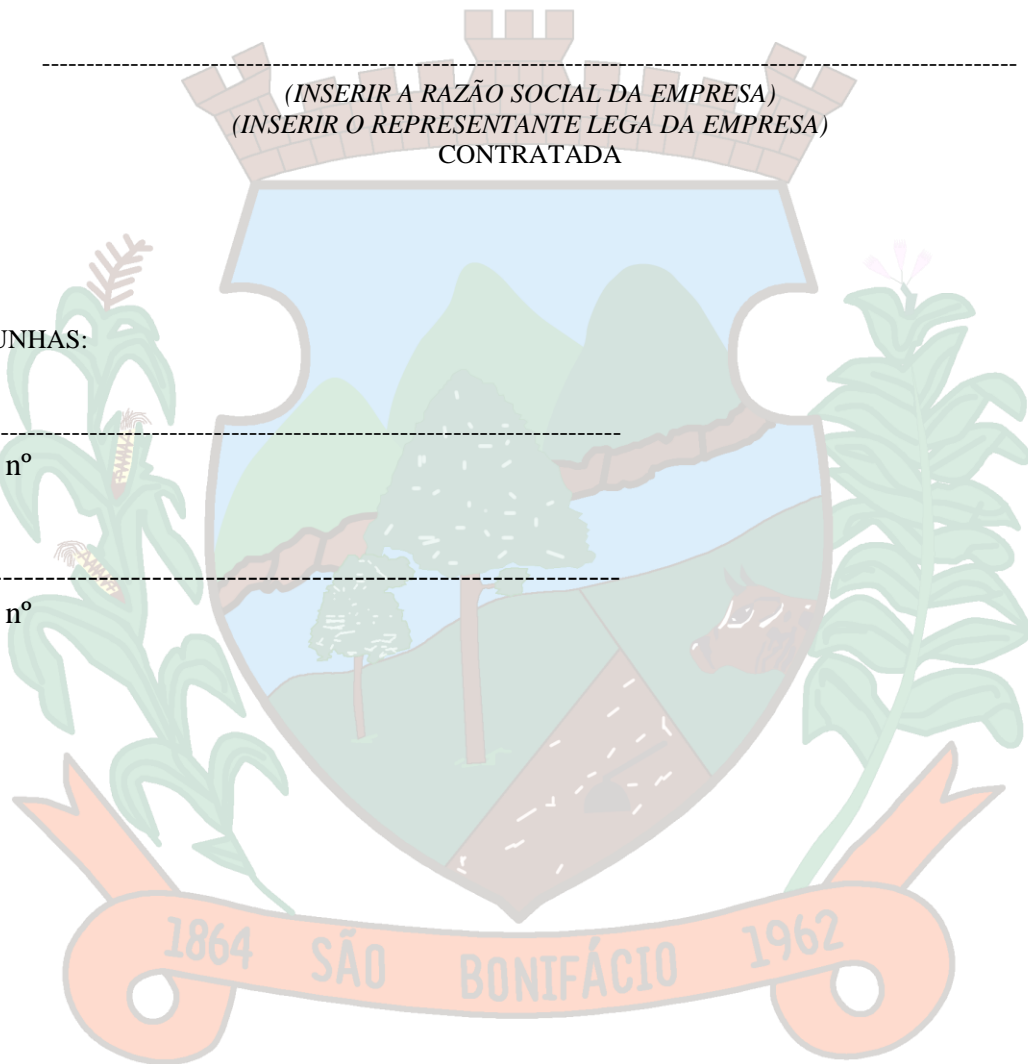 (INSERIR A RAZÃO SOCIAL DA EMPRESA)
(INSERIR O REPRESENTANTE LEGA DA EMPRESA)
CONTRATADA
UNHAS:
nº
nº
1864 SÃO BONIFÁCIO 1962